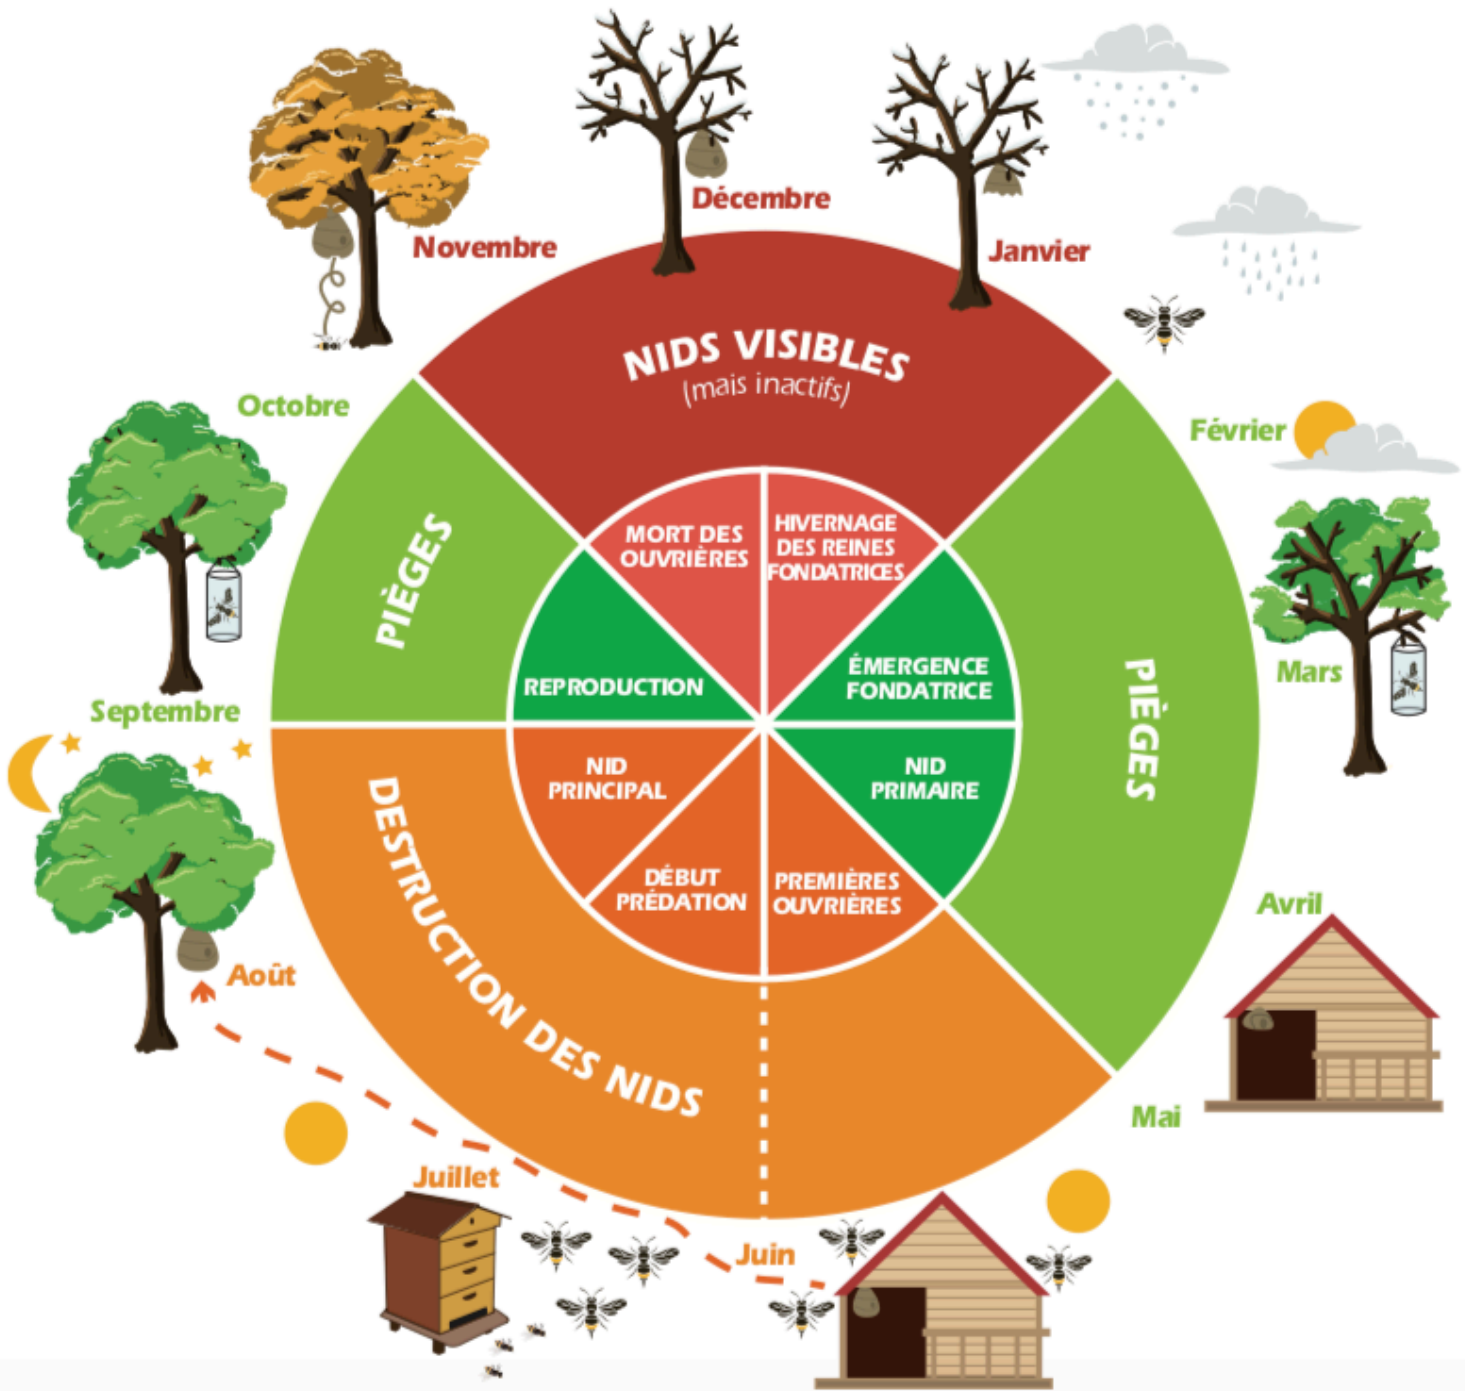 Décembre
Novembre
Janvier
NIDS VISIBLES
(mais inactifs)
Octobre
Février
PIÈGES
MORT DES
OUVRIÈRES
HIVERNAGE
DES REINES
FONDATRICES
REPRODUCTION
ÉMERGENCE
FONDATRICE
PIÈGES
Mars
Septembre
NID
PRINCIPAL
NID
PRIMAIRE
DÉBUT
PRÉDATION
PREMIÈRES
OUVRIÈRES
DESTRUCTION DES NIDS
Avril
Août
Mai
Juillet
Juin